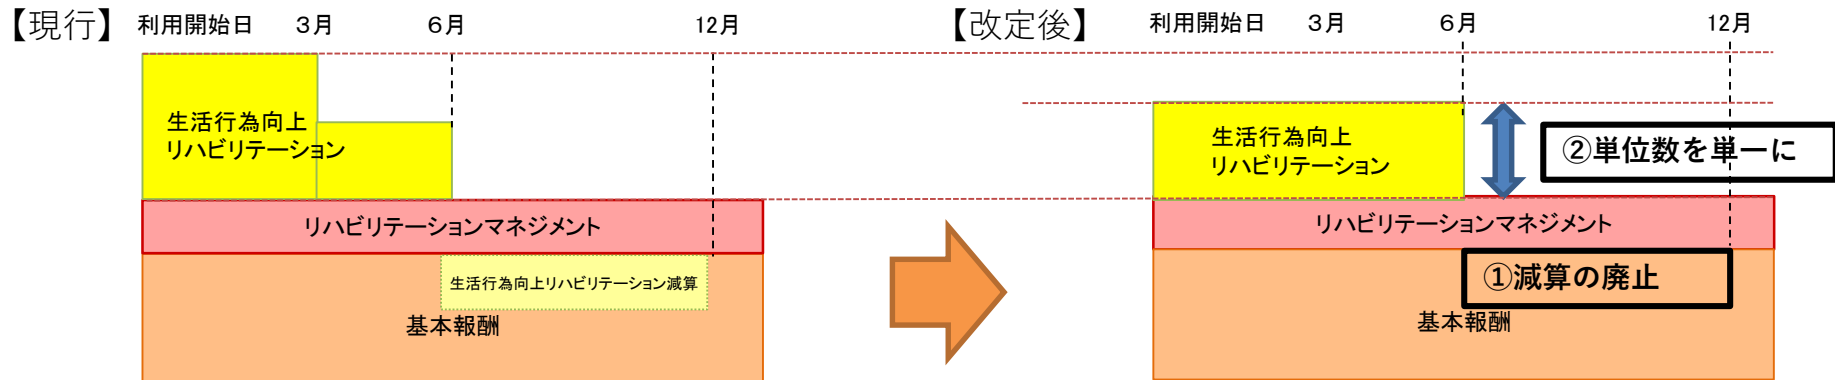 【現行】 利用開始日 3月 6月 12月
生活行為向上
リハビリテーション
リハビリテーションマネジメント
生活行為向上リハビリテーション減算
基本報酬
【改定後】 利用開始日 3月 6月 12月
生活行為向上
リハビリテーション
②単位数を単一に
リハビリテーションマネジメント
①減算の廃止
基本報酬